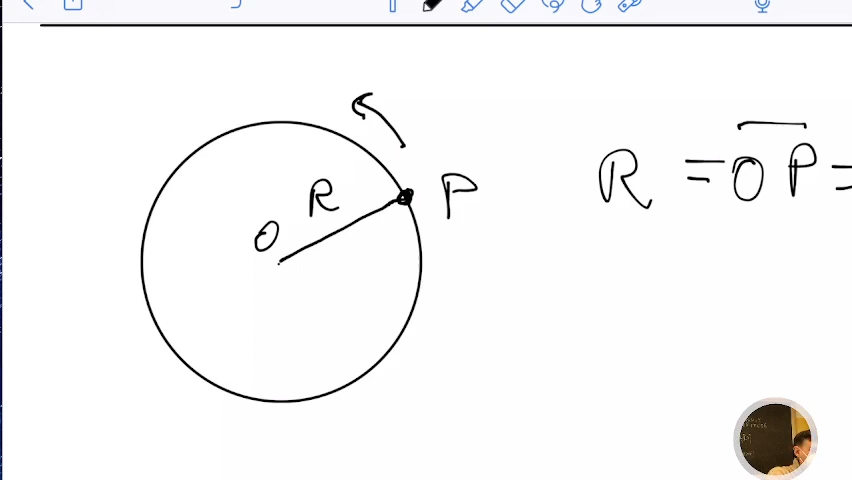 R
O
P
R = OP =